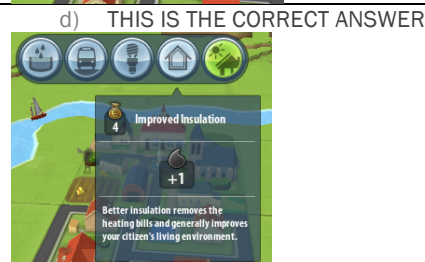 d) THIS IS THE CORRECT ANSWER
4 Improved Insulation
+1
Better insulation removes the
heating bills and generally improves
your citizen's living environment.